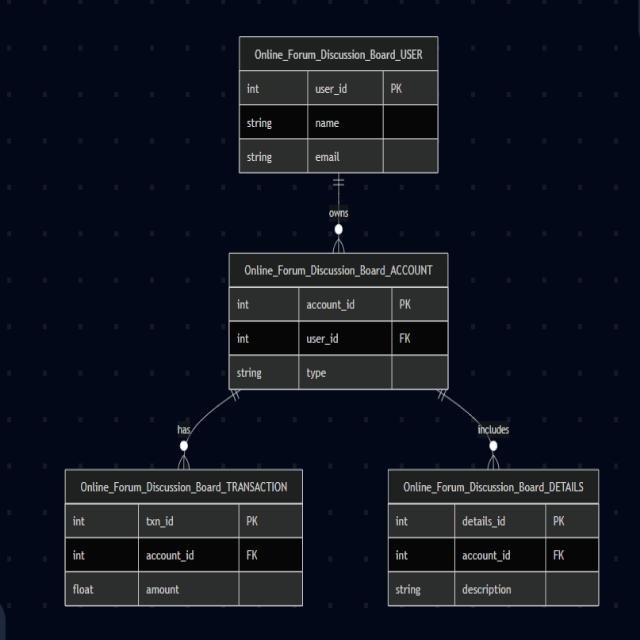 Online_Forum_Discussion_Board_USER
int user_id PK
string name
string email
owns
Online_Forum_Discussion_Board_ACCOUNT
int account_id PK
int user_id FK
string type
has
includes
Online_Forum_Discussion_Board_TRANSACTION
int txn_id PK
int account_id FK
float amount
Online_Forum_Discussion_Board_DETAILS
int details_id PK
int account_id FK
string description